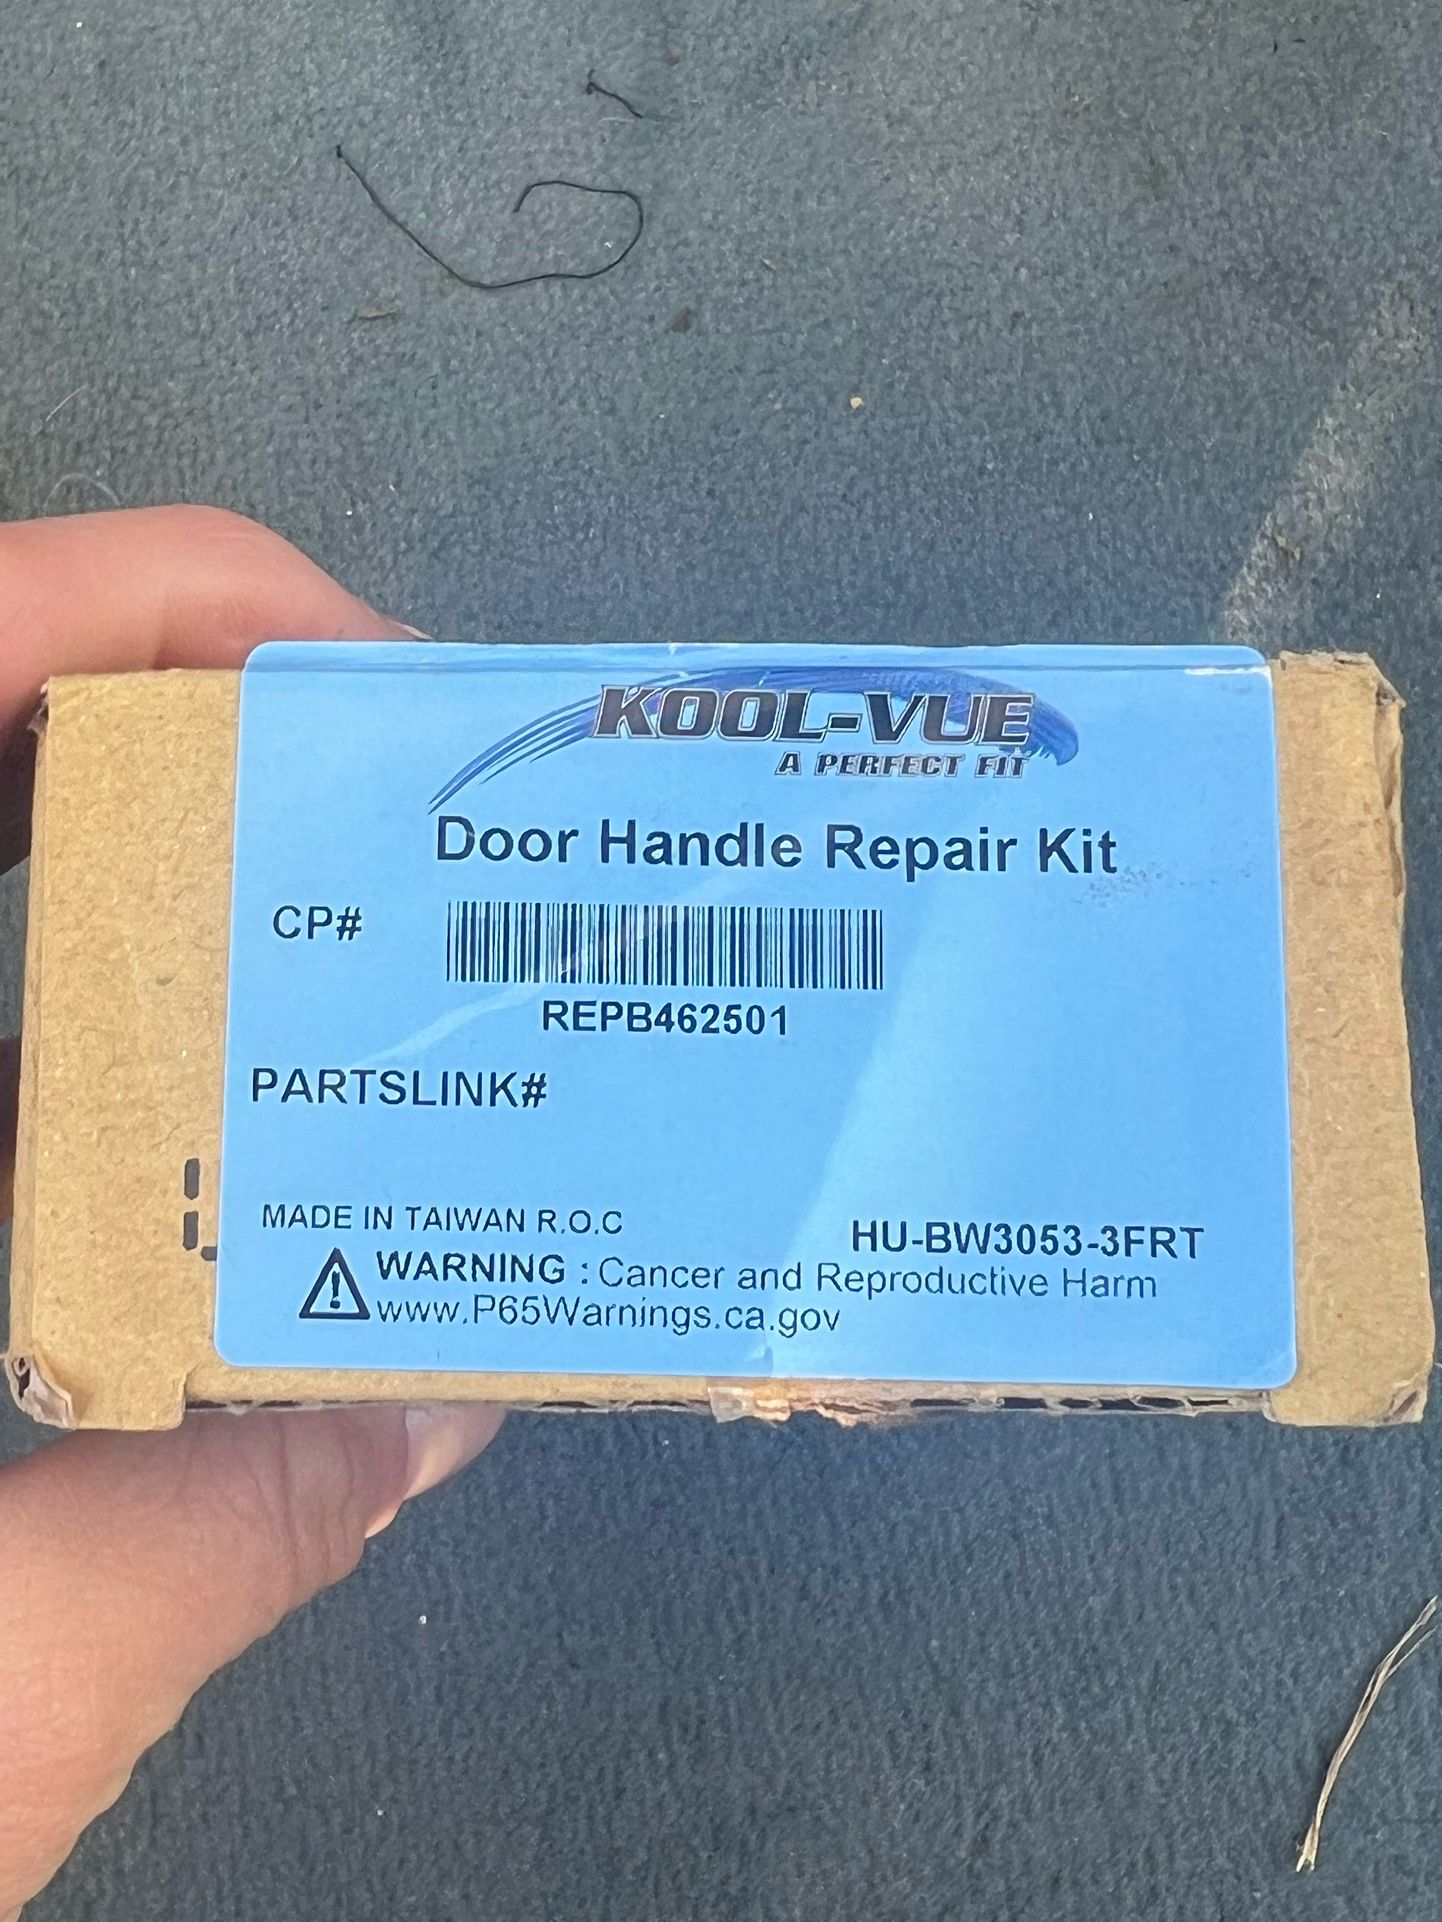 KOOL-VUE
A PERFECT FIT
Door Handle Repair Kit
CP#
REPB462501
PARTSLINK#
MADE IN TAIWAN R.O.C
HU-BW3053-3FRT
WARNING : Cancer and Reproductive Harm
www.P65Warnings.ca.gov